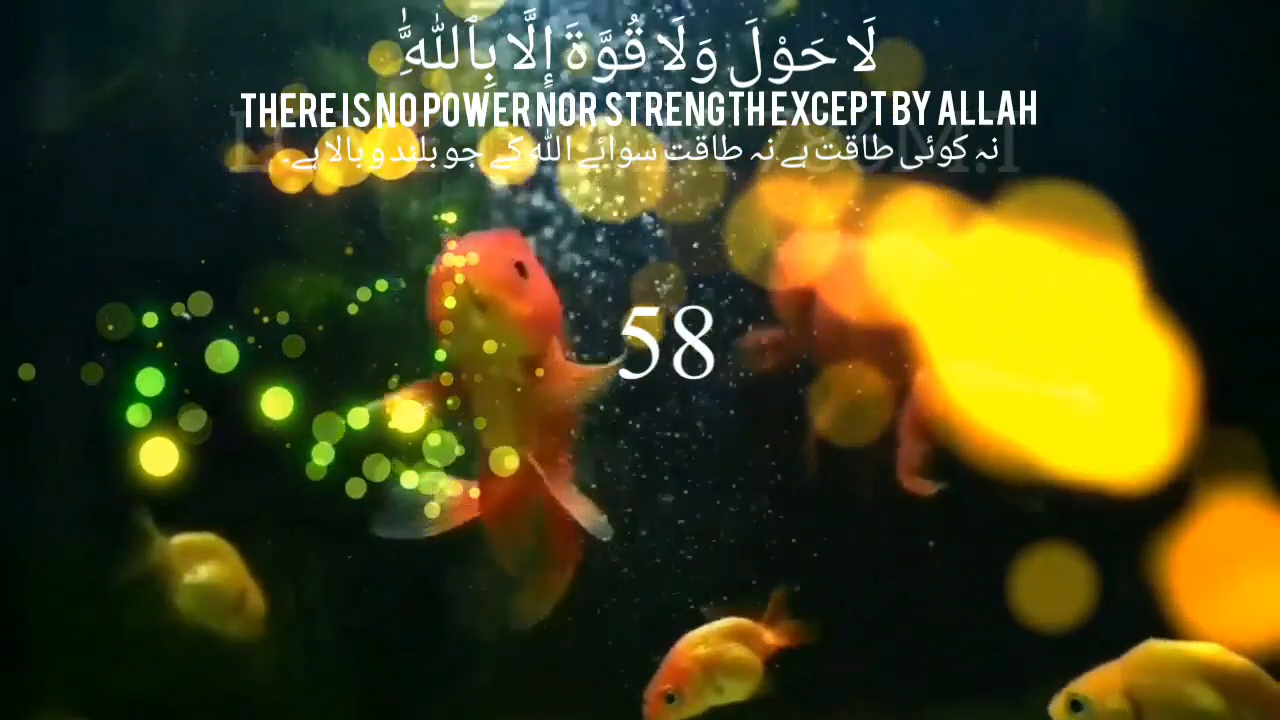 لَا حَوْلَ وَلَا قُوَّةَ إِلَّا بِٱللَّٰهِ
THERE IS NO POWER NOR STRENGTH EXCEPT BY ALLAH
نہ کوئی طاقت ہے نہ طاقت سوائے اللہ کے جو بلند و بالا ہے۔
58